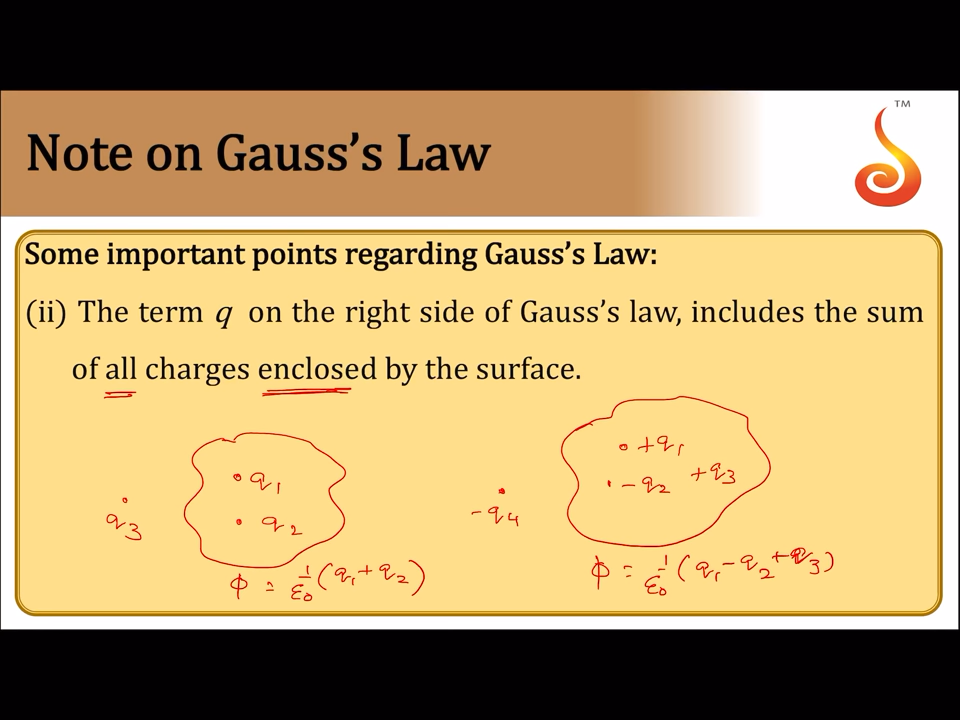 TM
Note on Gauss's Law
Some important points regarding Gauss's Law:
(ii) The term q on the right side of Gauss's law, includes the sum
of all charges enclosed by the surface.
q₁
q₂
q₃
ϕ = 1/ε₀ (q₁ + q₂)
+q₁
-q₂
+q₃
-q₄
ϕ = 1/ε₀ (q₁ - q₂ + q₃)